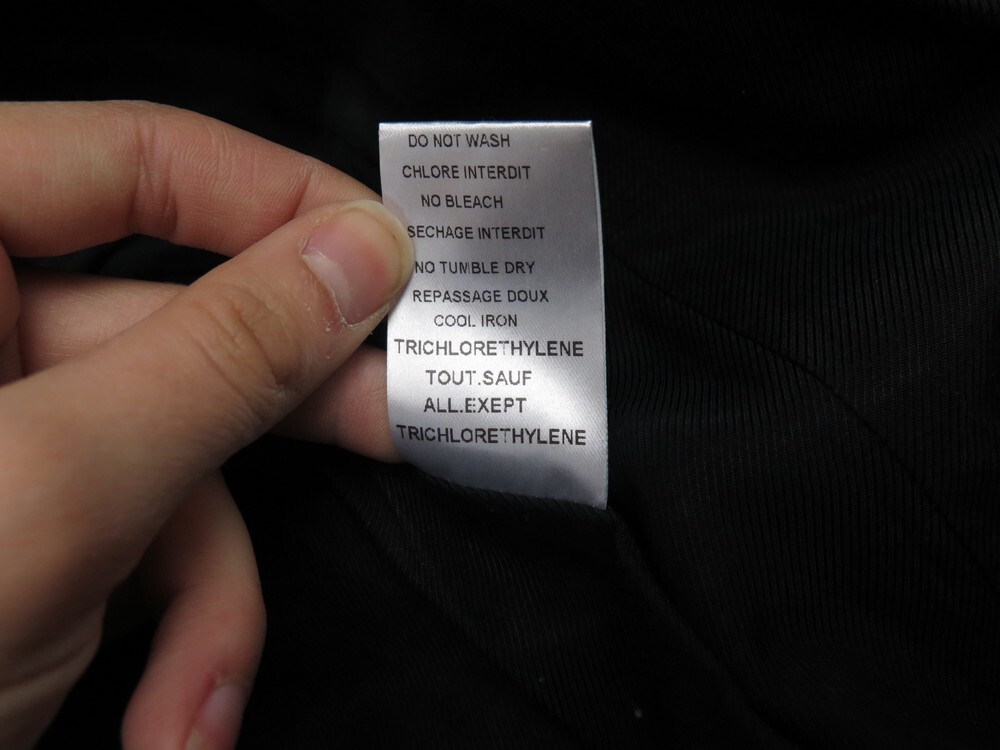 DO NOT WASH
CHLORE INTERDIT
NO BLEACH
SECHAGE INTERDIT
NO TUMBLE DRY
REPASSAGE DOUX
COOL IRON
TRICHLORETHYLENE
TOUT.SAUF
ALL.EXEPT
TRICHLORETHYLENE